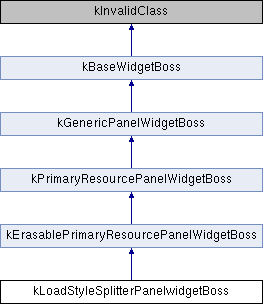 kInvalidClass
kBaseWidgetBoss
kGenericPanelWidgetBoss
kPrimaryResourcePanelWidgetBoss
kErasablePrimaryResourcePanelWidgetBoss
kLoadStyleSplitterPanelwidgetBoss